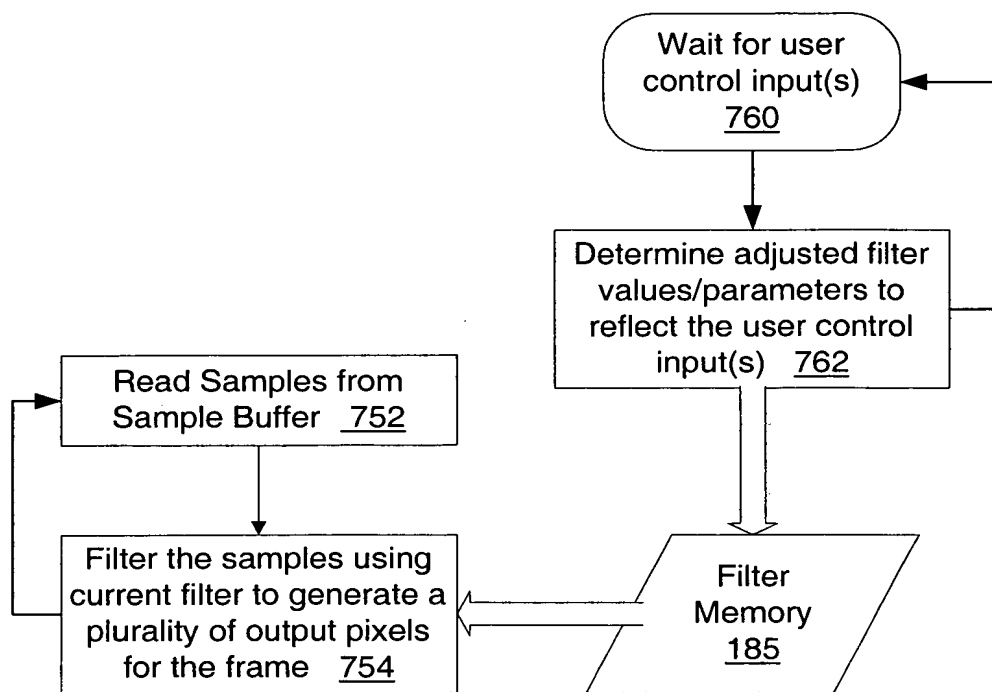 Wait for user
control input(s)
760
Determine adjusted filter
values/parameters to
reflect the user control
input(s) 762
Read Samples from
Sample Buffer 752
Filter the samples using
current filter to generate a
plurality of output pixels
for the frame 754
Filter
Memory
185